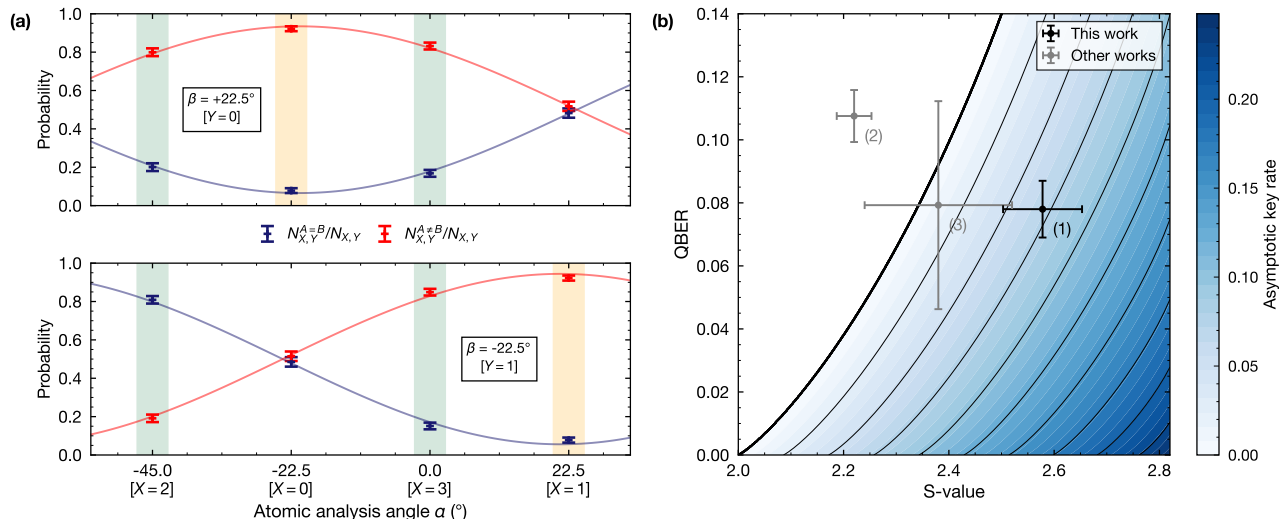 (a)
Probability
1.0
0.8
0.6
0.4
0.2
0.0
β = +22.5°
[Y = 0]
N^{A=B}_{X,Y}/N_{X,Y}
N^{A≠B}_{X,Y}/N_{X,Y}
Probability
1.0
0.8
0.6
0.4
0.2
0.0
β = -22.5°
[Y = 1]
-45.0 -22.5 0.0 22.5
[X = 2] [X = 0] [X = 3] [X = 1]
Atomic analysis angle α (°)
(b)
QBER
0.14
0.12
0.10
0.08
0.06
0.04
0.02
0.00
This work
Other works
(2)
(3)
(1)
2.0 2.2 2.4 2.6 2.8
S-value
0.20
0.15
0.10
0.05
0.00
Asymptotic key rate